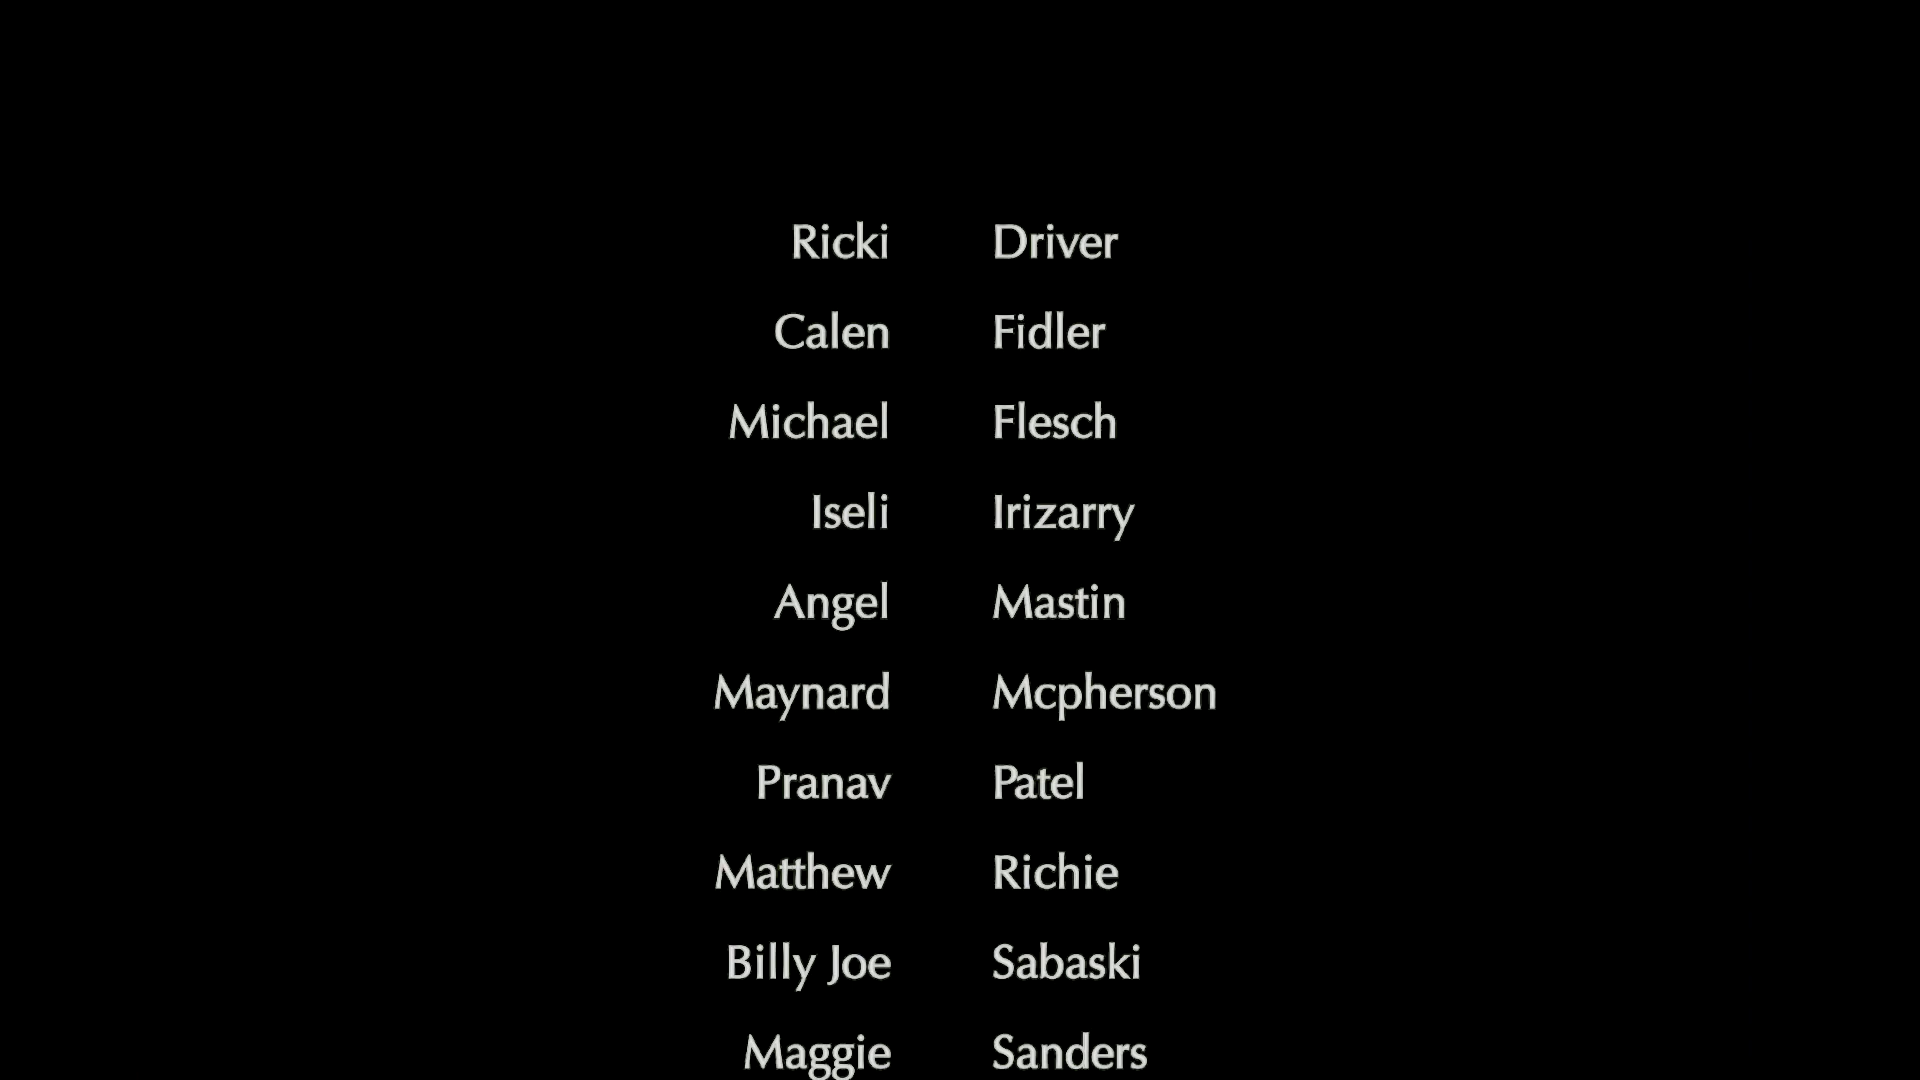 Ricki Driver
Calen Fidler
Michael Flesch
Iseli Irizarry
Angel Mastin
Maynard Mcpherson
Pranav Patel
Matthew Richie
Billy Joe Sabaski
Maggie Sanders